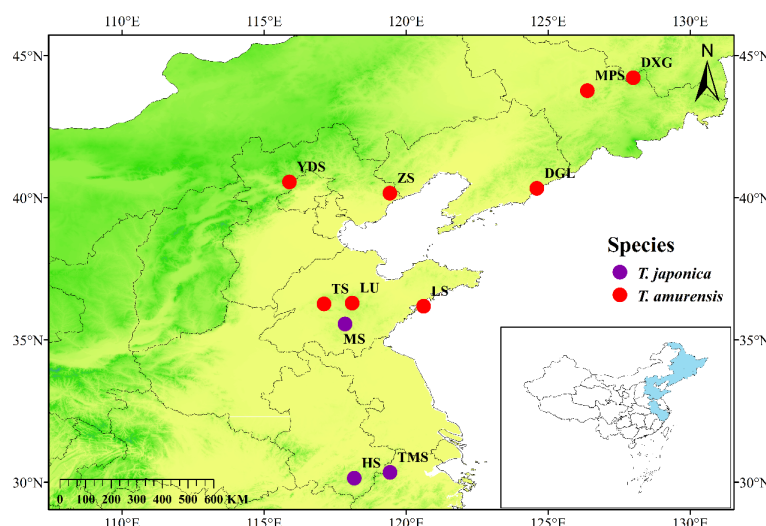 110°E 115°E 120°E 125°E 130°E
45°N 45°N
N
DXG
MPS
YDS
ZS
DGL
40°N 40°N
Species
T. japonica
T. amurensis
TS LU LS
MS
35°N 35°N
HS TMS
30°N 30°N
0 100 200 300 400 500 600 KM
110°E 115°E 120°E 125°E 130°E